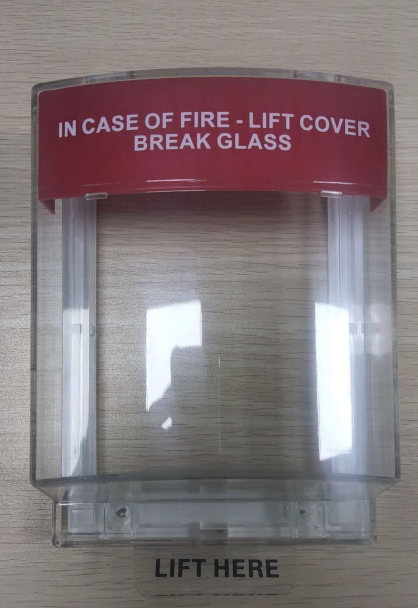 IN CASE OF FIRE - LIFT COVER
BREAK GLASS
LIFT HERE